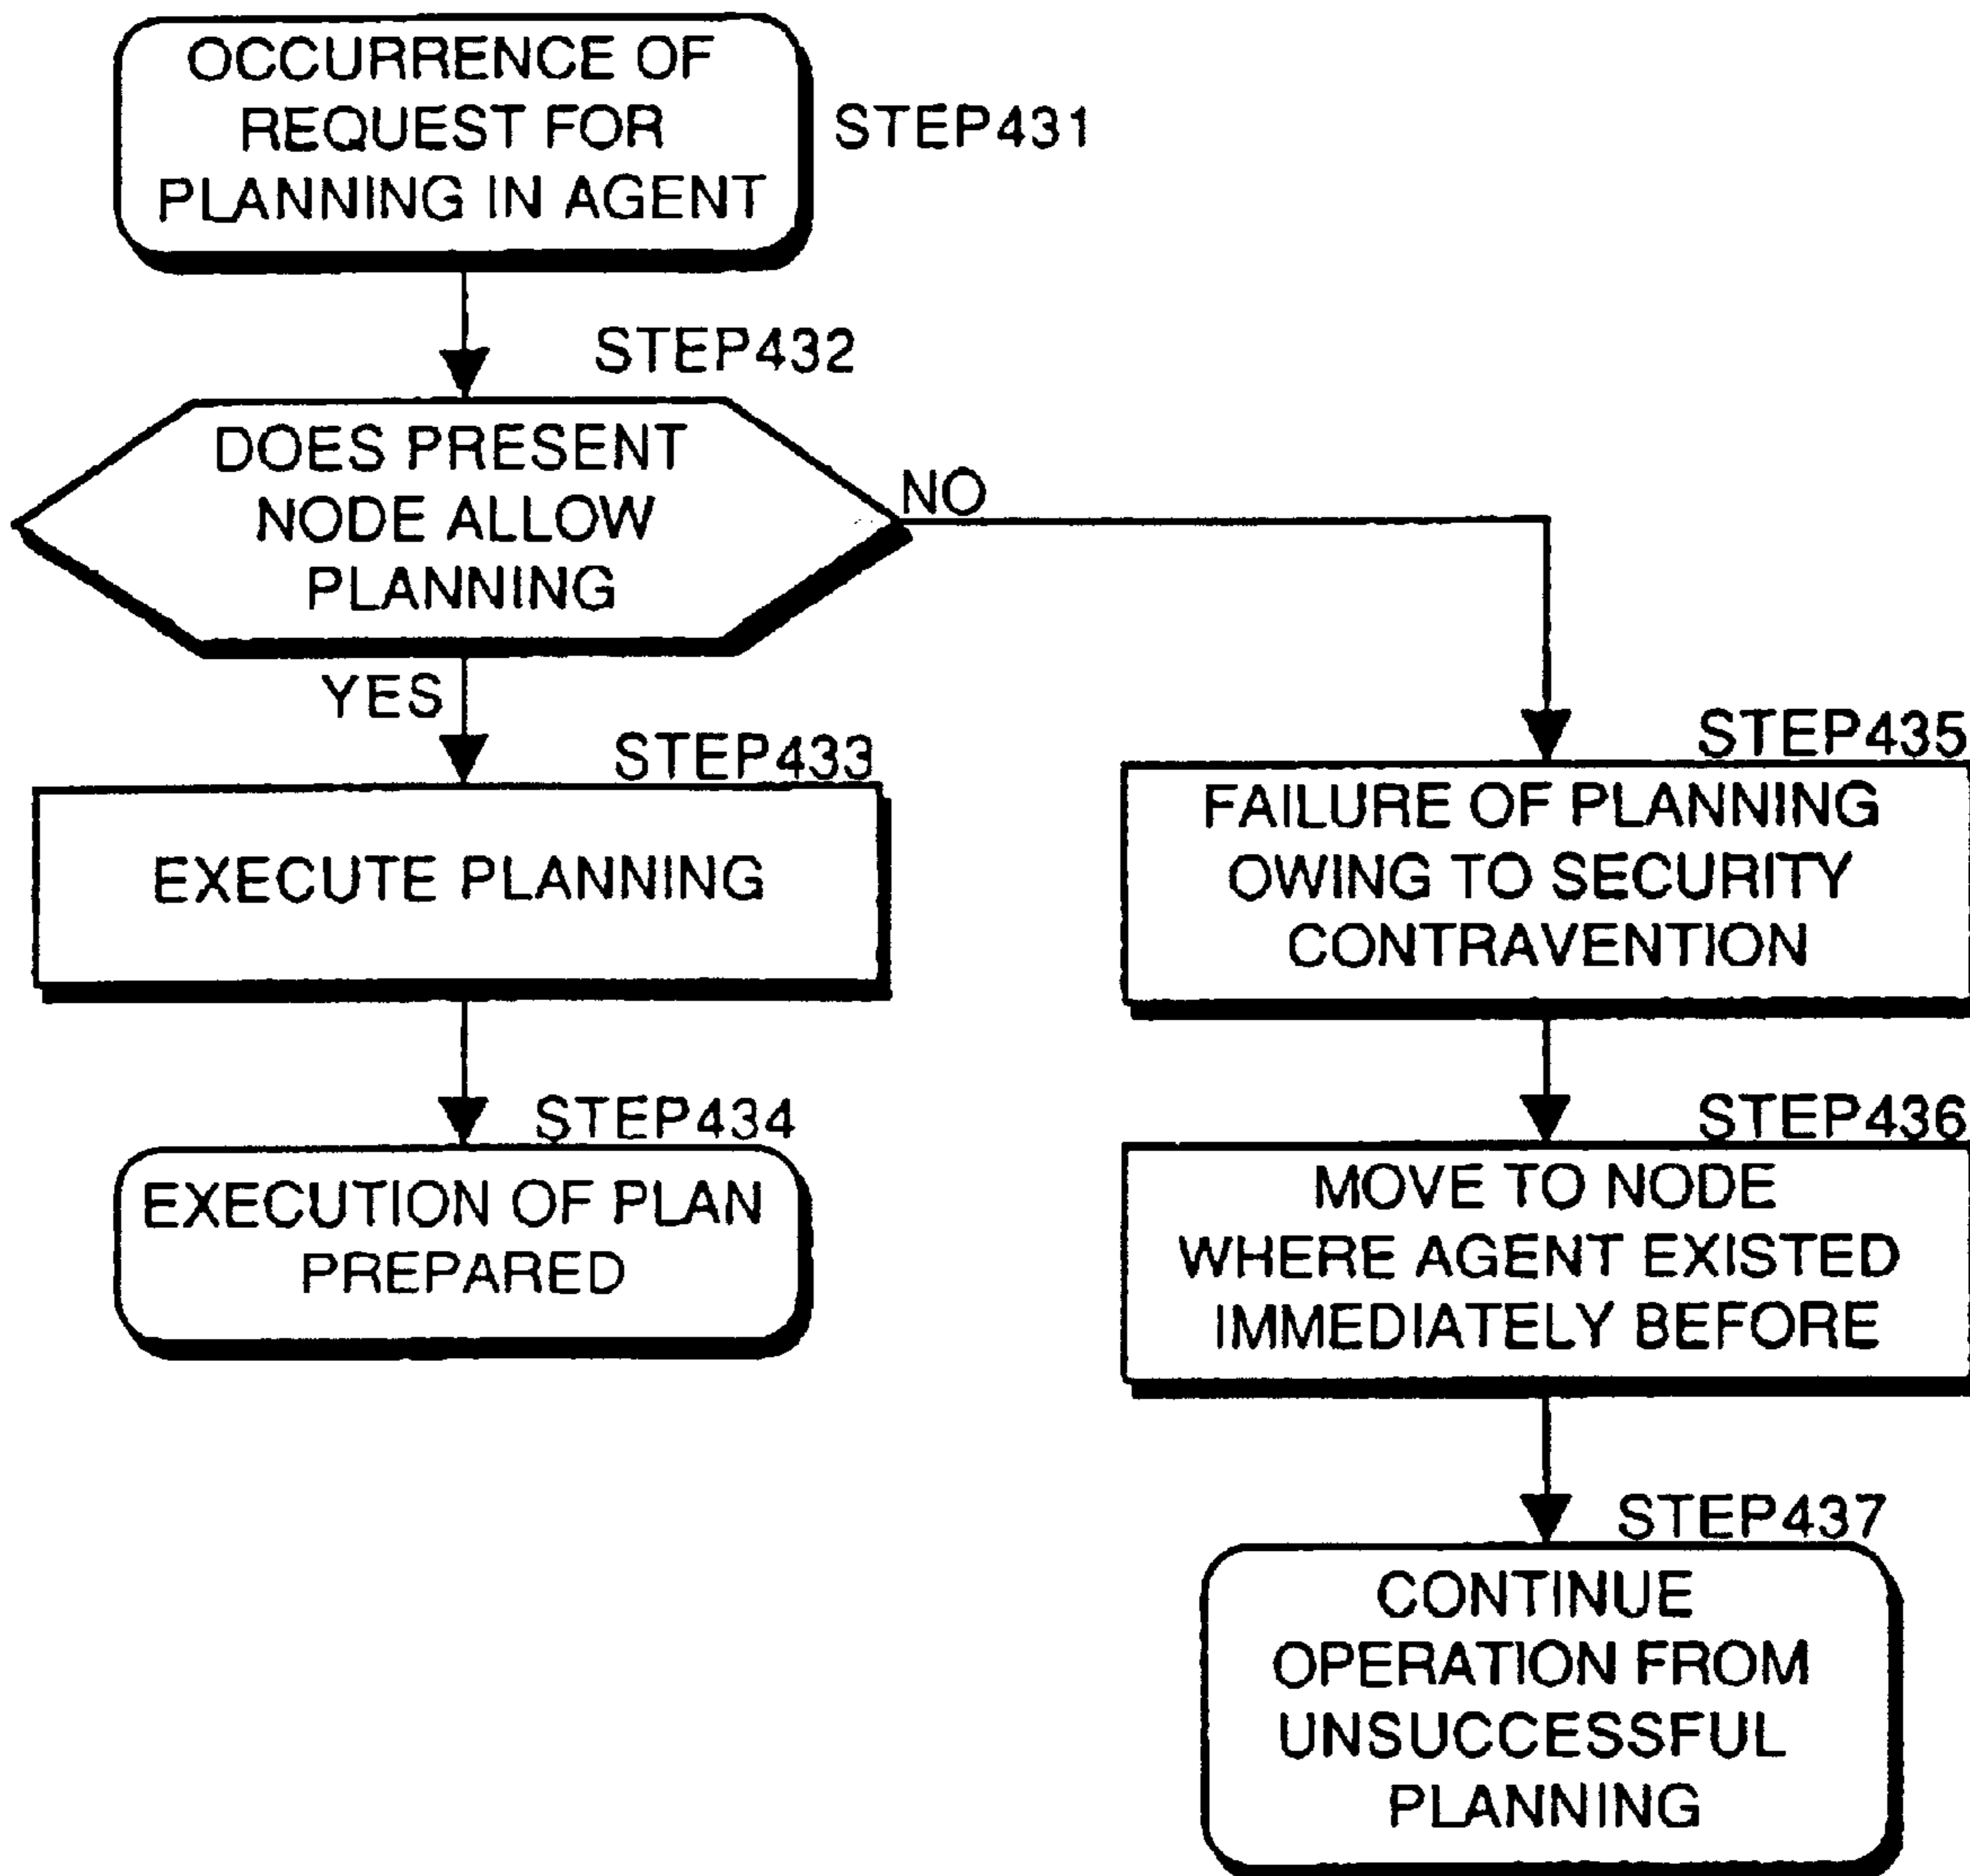 OCCURRENCE OF
REQUEST FOR
PLANNING IN AGENT
STEP431
STEP432
DOES PRESENT
NODE ALLOW
PLANNING
NO
YES
STEP433
EXECUTE PLANNING
STEP434
EXECUTION OF PLAN
PREPARED
STEP435
FAILURE OF PLANNING
OWING TO SECURITY
CONTRAVENTION
STEP436
MOVE TO NODE
WHERE AGENT EXISTED
IMMEDIATELY BEFORE
STEP437
CONTINUE
OPERATION FROM
UNSUCCESSFUL
PLANNING